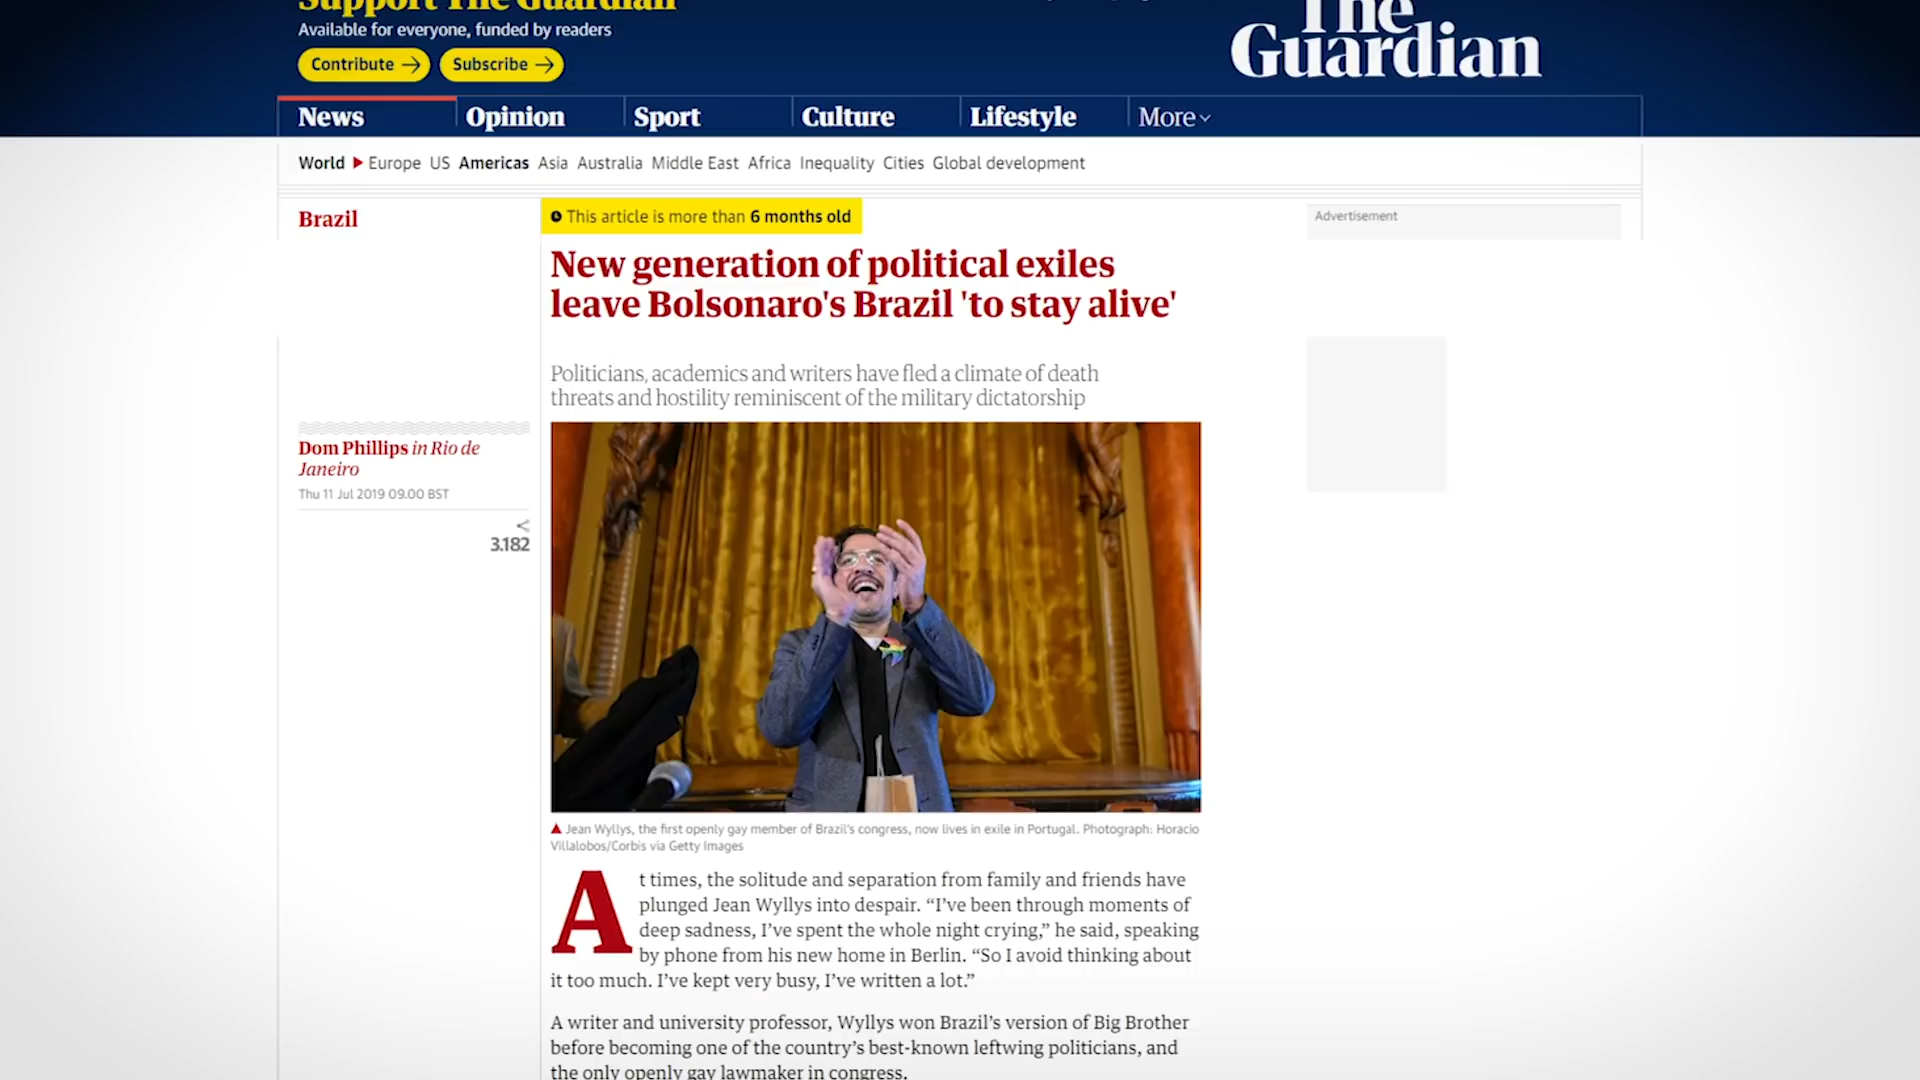 Support The Guardian
Available for everyone, funded by readers
Contribute
Subscribe
The
Guardian
News
Opinion
Sport
Culture
Lifestyle
More
World Europe US Americas Asia Australia Middle East Africa Inequality Cities Global development
Brazil
This article is more than 6 months old
Advertisement
New generation of political exiles
leave Bolsonaro's Brazil 'to stay alive'
Politicians, academics and writers have fled a climate of death
threats and hostility reminiscent of the military dictatorship
Dom Phillips in Rio de
Janeiro
Thu 11 Jul 2019 09.00 BST
3,182
Jean Wyllys, the first openly gay member of Brazil's congress, now lives in exile in Portugal. Photograph: Horacio
Villalobos/Corbis via Getty Images
At times, the solitude and separation from family and friends have
plunged Jean Wyllys into despair. “I’ve been through moments of
deep sadness, I’ve spent the whole night crying,” he said, speaking
by phone from his new home in Berlin. “So I avoid thinking about
it too much. I’ve kept very busy, I’ve written a lot.”
A writer and university professor, Wyllys won Brazil’s version of Big Brother
before becoming one of the country’s best-known leftwing politicians, and
the only openly gay lawmaker in congress.